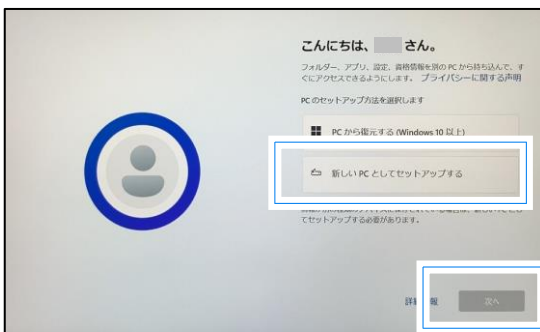 こんにちは、 さん。
フォルダー、アプリ、設定、資格情報を別の PC から持ち込んで、す
ぐにアクセスできるようにします。 プライバシーに関する声明
PC のセットアップ方法を選択します
PC から復元する (Windows 10 以上)
新しい PC としてセットアップする
てセットアップする必要があります。
次へ